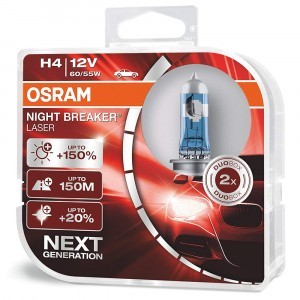 H4 12V
60/55W
OSRAM
NIGHT BREAKER®
LASER
UP TO
+150%
UP TO
150M
UP TO
+20%
DUOBOX
2x
DUOBOX
NEXT
GENERATION